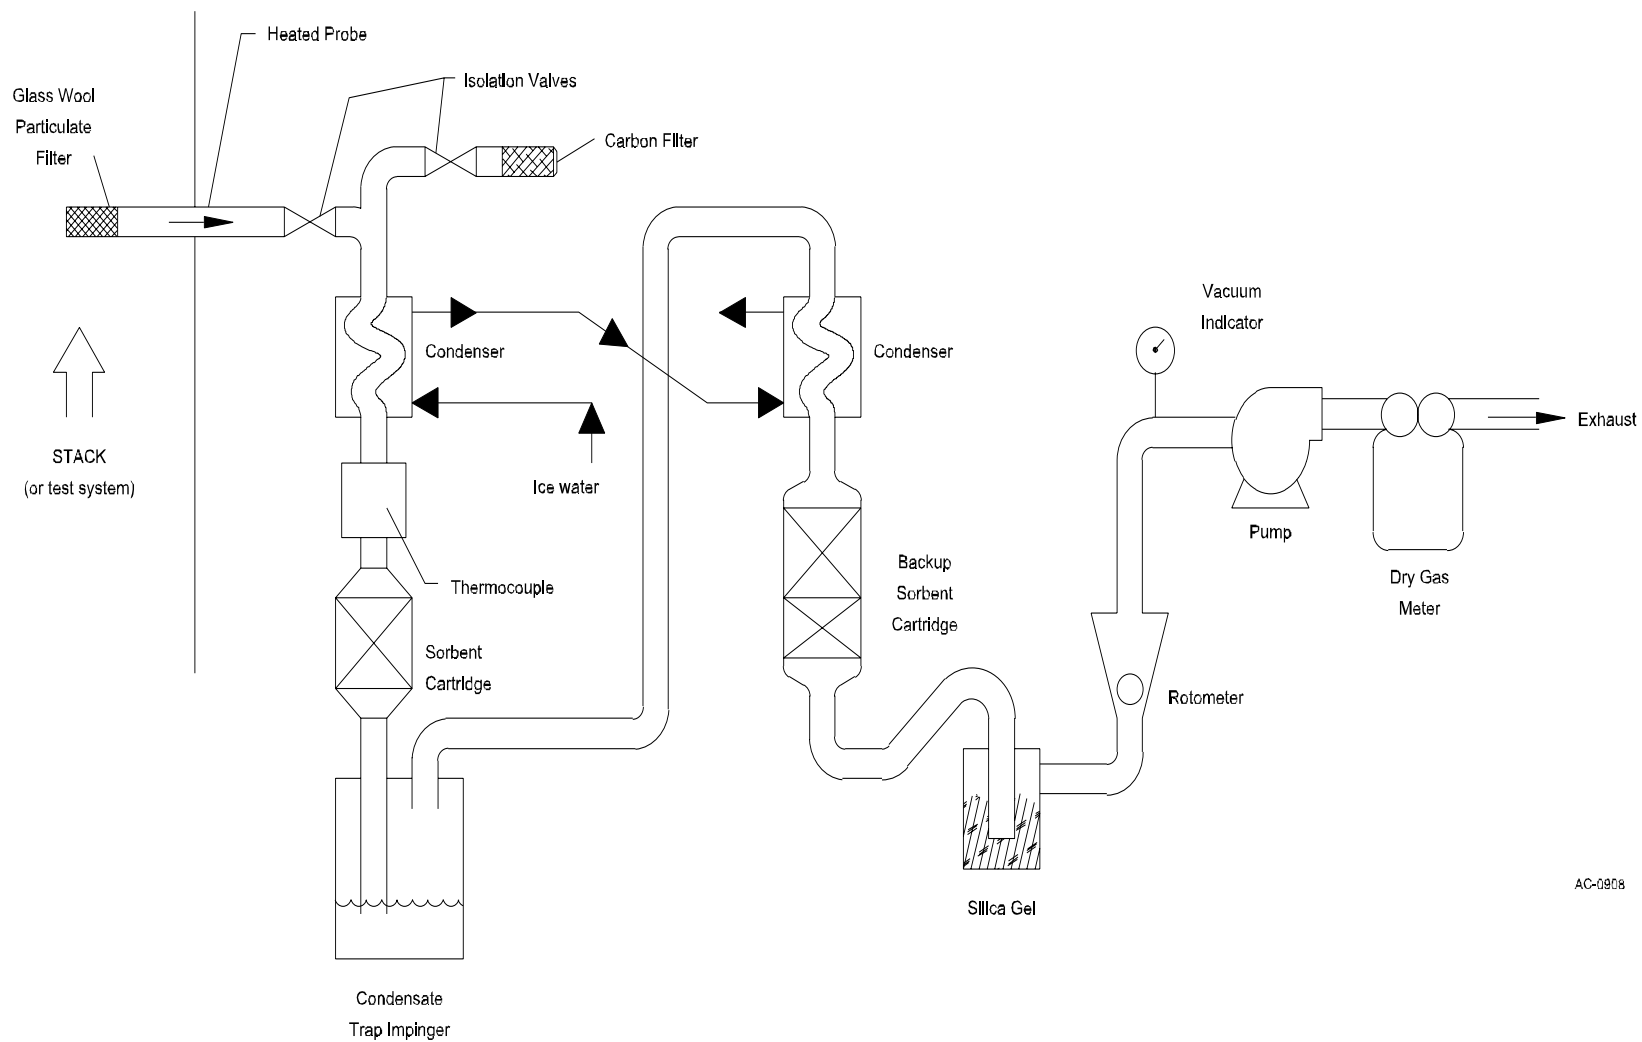 Heated Probe
Isolation Valves
Glass Wool
Particulate
Filter
Carbon Filter
Vacuum
Indicator
Condenser
Condenser
Exhaust
STACK
(or test system)
Ice water
Pump
Backup
Sorbent
Cartridge
Dry Gas
Meter
Thermocouple
Sorbent
Cartridge
Rotometer
AC-0908
Silica Gel
Condensate
Trap Impinger